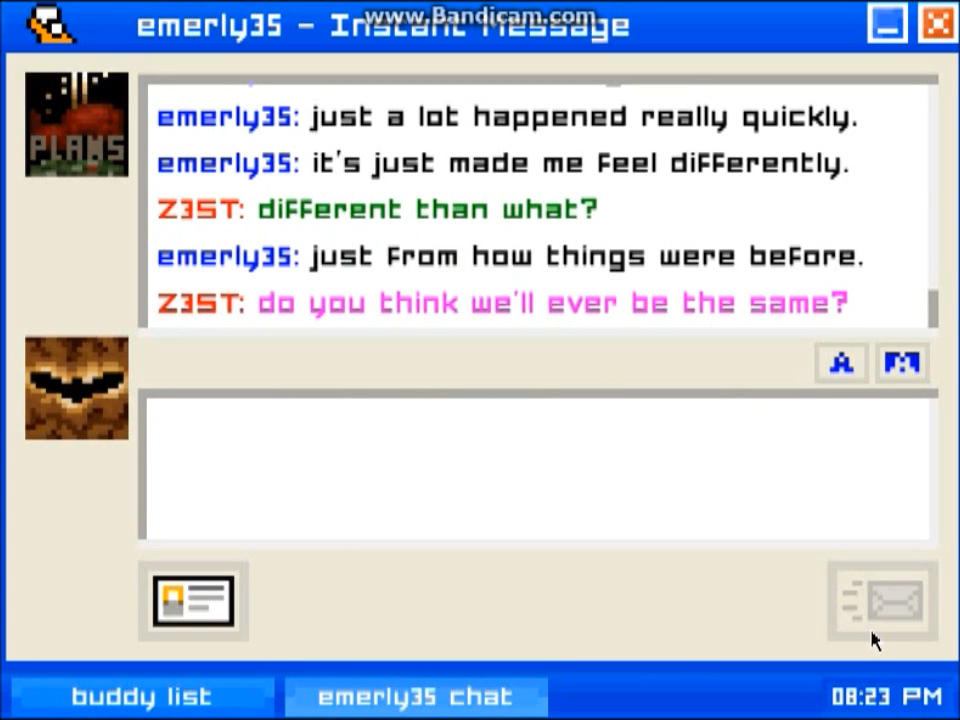 www.Bandicam.com
emerly35 - Instant Message
emerly35: just a lot happened really quickly.
PLANS
emerly35: it's just made me feel differently.
Z3ST: different than what?
emerly35: just from how things were before.
Z3ST: do you think we'll ever be the same?
A
buddy list
emerly35 chat
08:23 PM